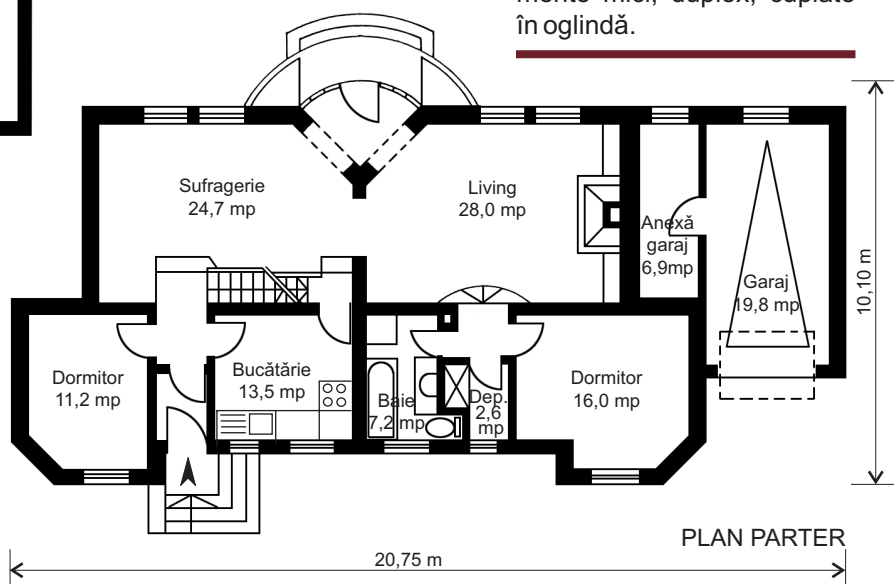 în oglindă.
Sufragerie
24,7 mp
Living
28,0 mp
Anexă
garaj
6,9mp
Garaj
19,8 mp
10,10 m
Dormitor
11,2 mp
Bucătărie
13,5 mp
Baie
7,2 mp
Dep.
2,6
mp
Dormitor
16,0 mp
PLAN PARTER
20,75 m